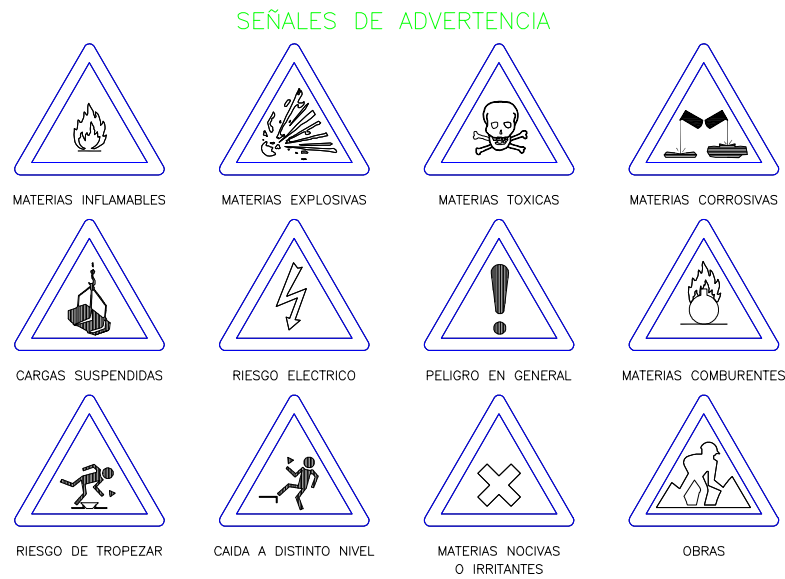 SEÑALES DE ADVERTENCIA
MATERIAS INFLAMABLES
MATERIAS EXPLOSIVAS
MATERIAS TOXICAS
MATERIAS CORROSIVAS
CARGAS SUSPENDIDAS
RIESGO ELECTRICO
PELIGRO EN GENERAL
MATERIAS COMBURENTES
RIESGO DE TROPEZAR
CAIDA A DISTINTO NIVEL
MATERIAS NOCIVAS
O IRRITANTES
OBRAS